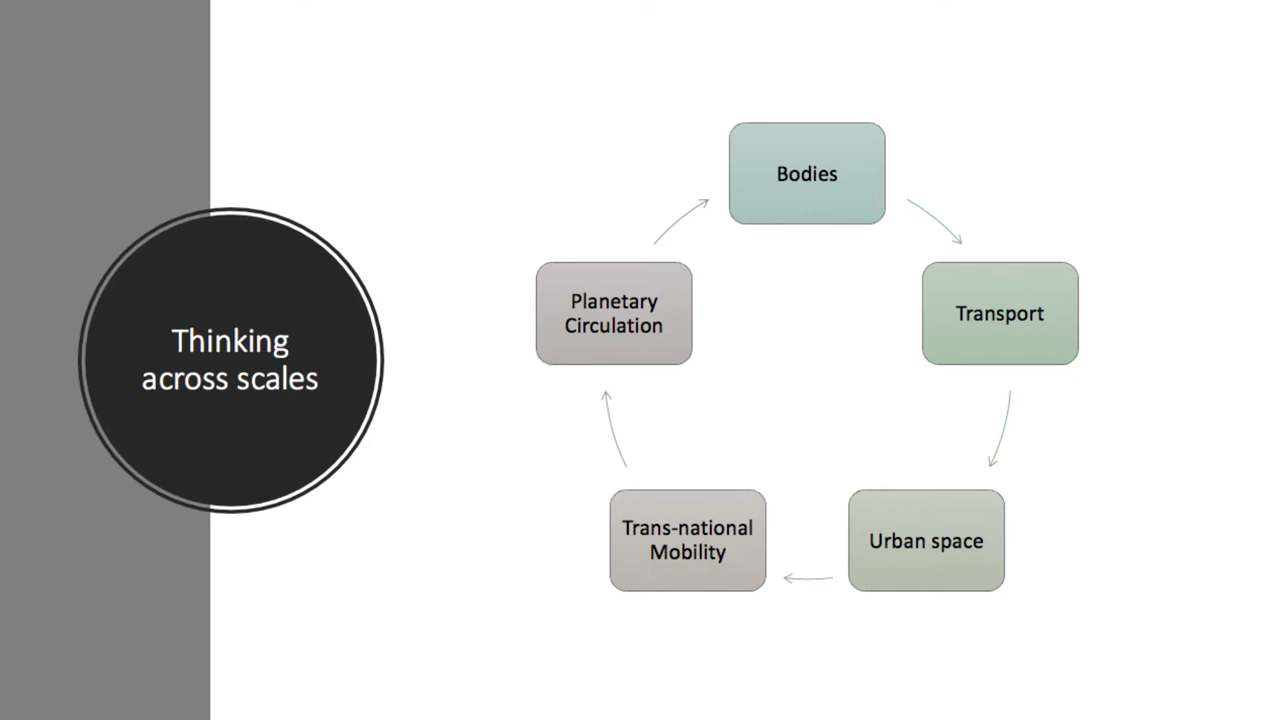 Thinking
across scales
Bodies
Transport
Urban space
Trans-national
Mobility
Planetary
Circulation